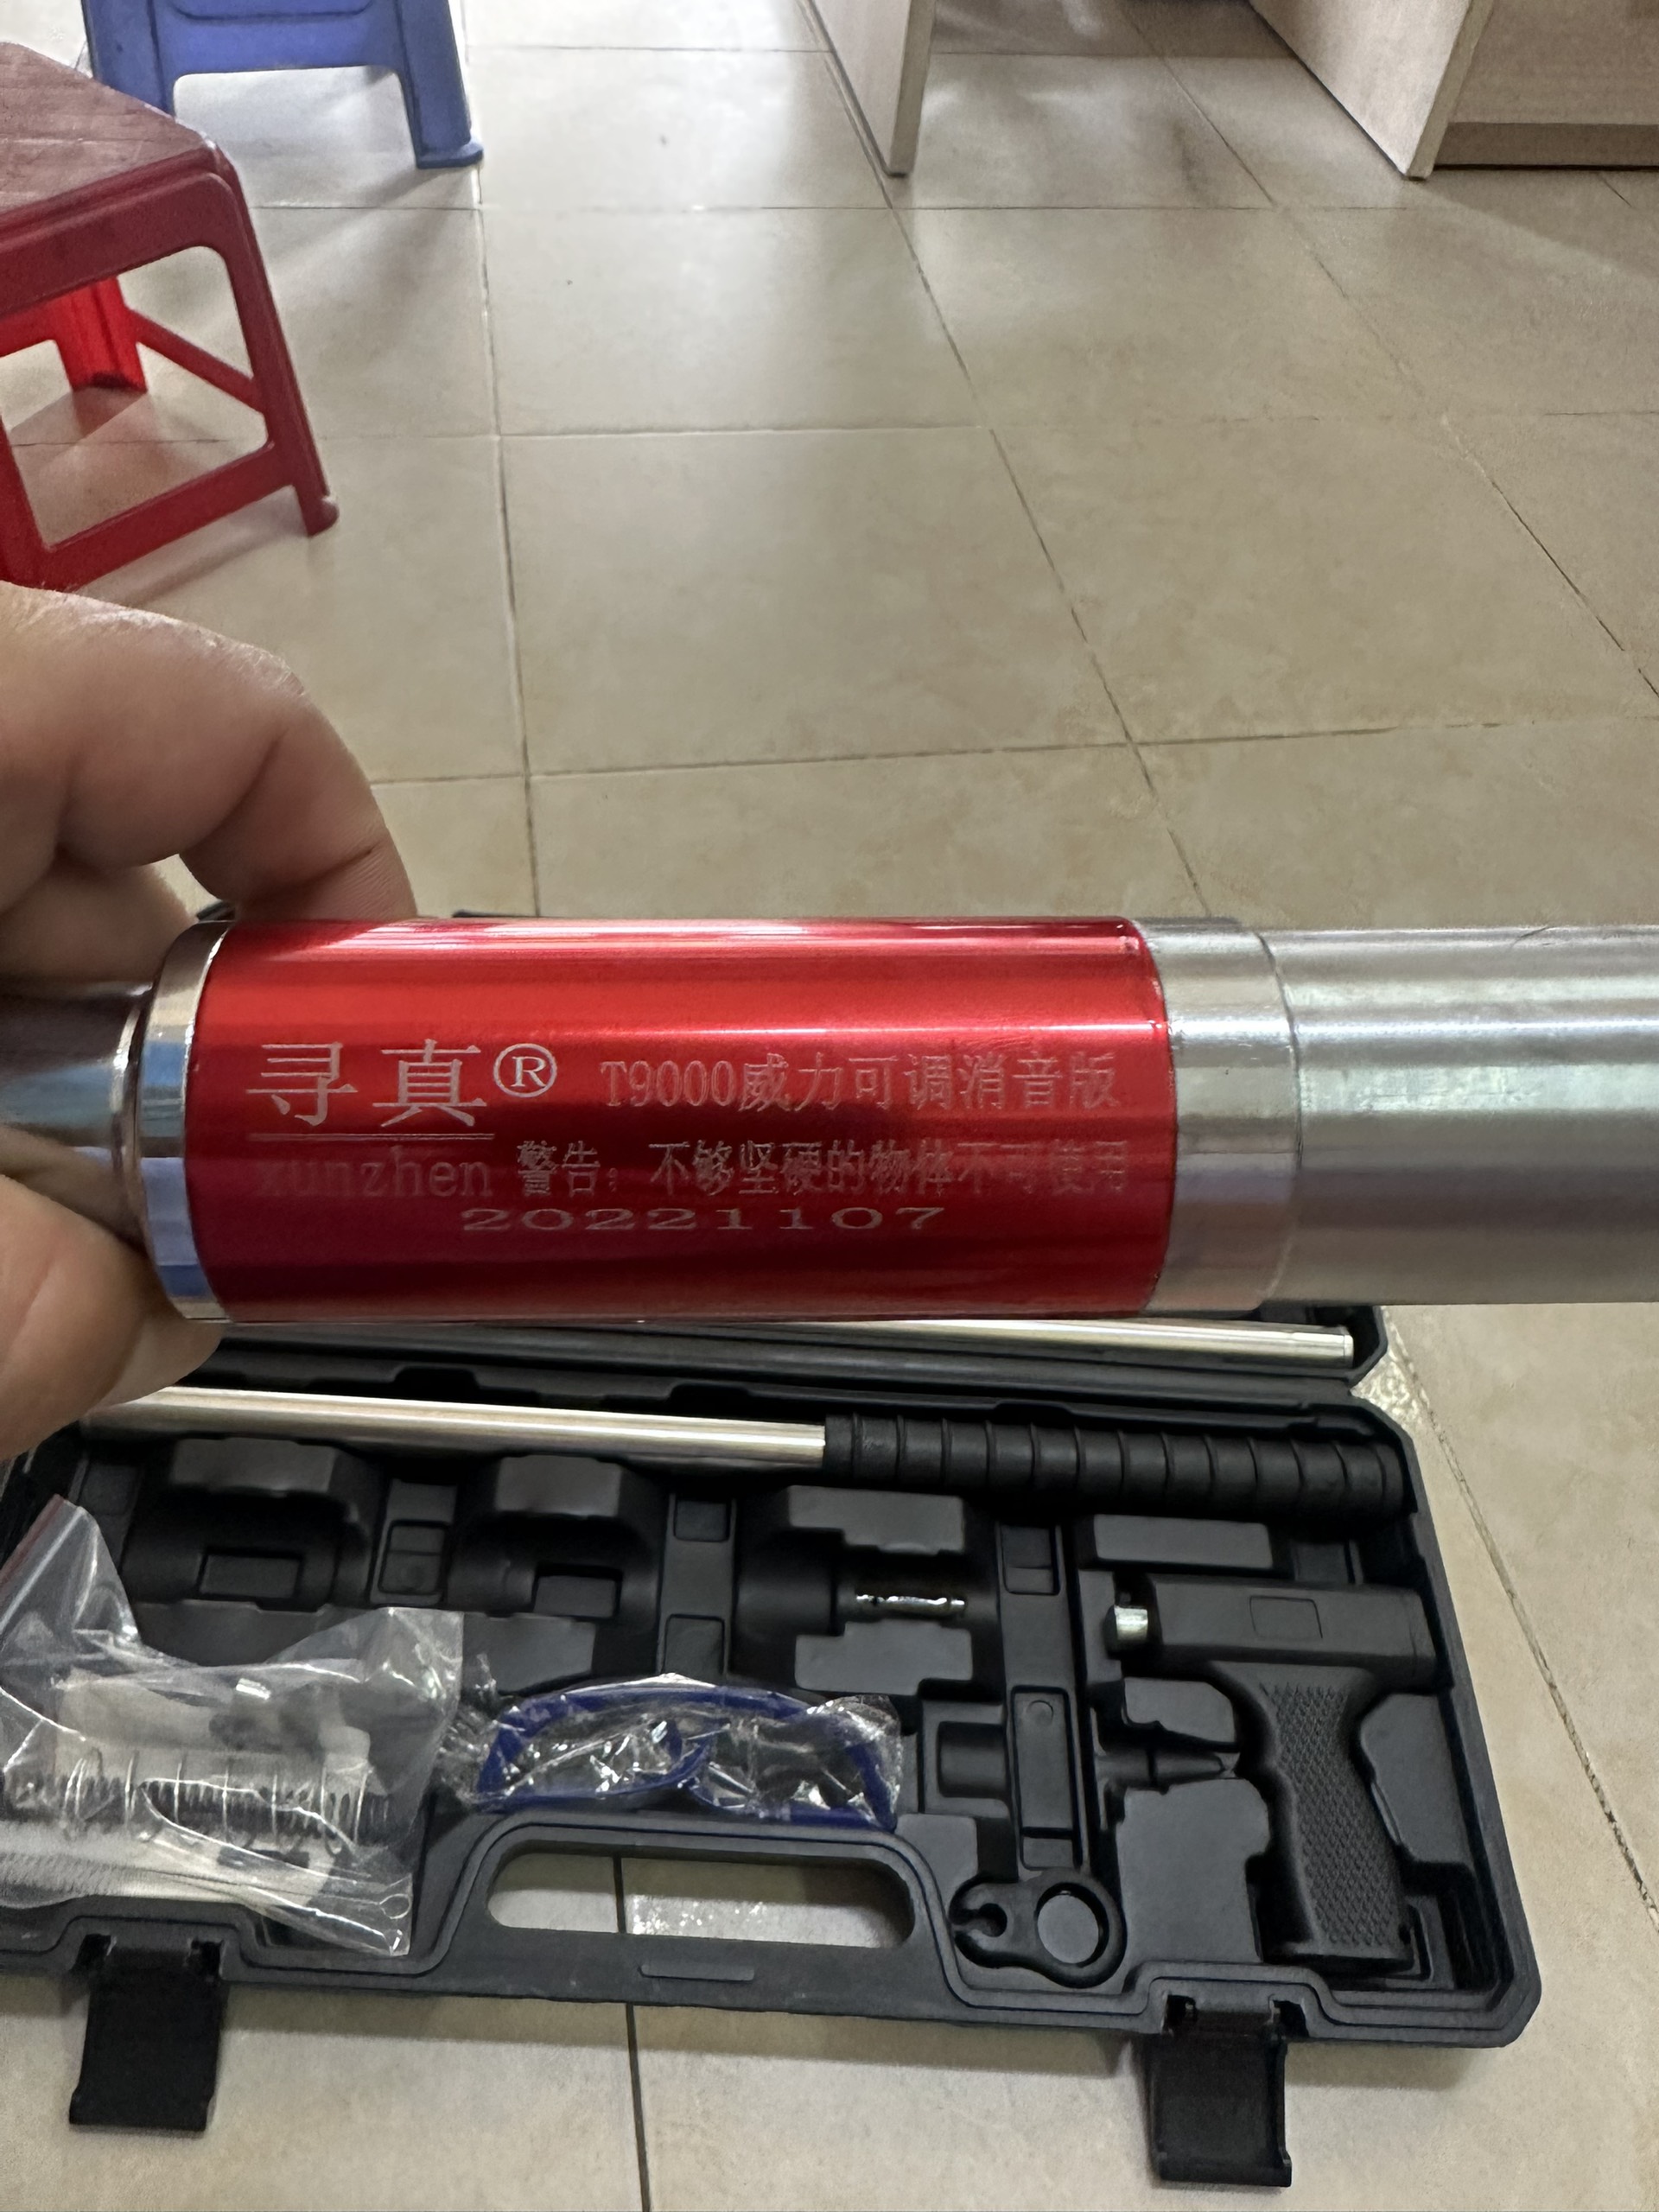 寻真® T9000威力可调消音版
xunzhen 警告：不够坚硬的物体不可使用
20221107